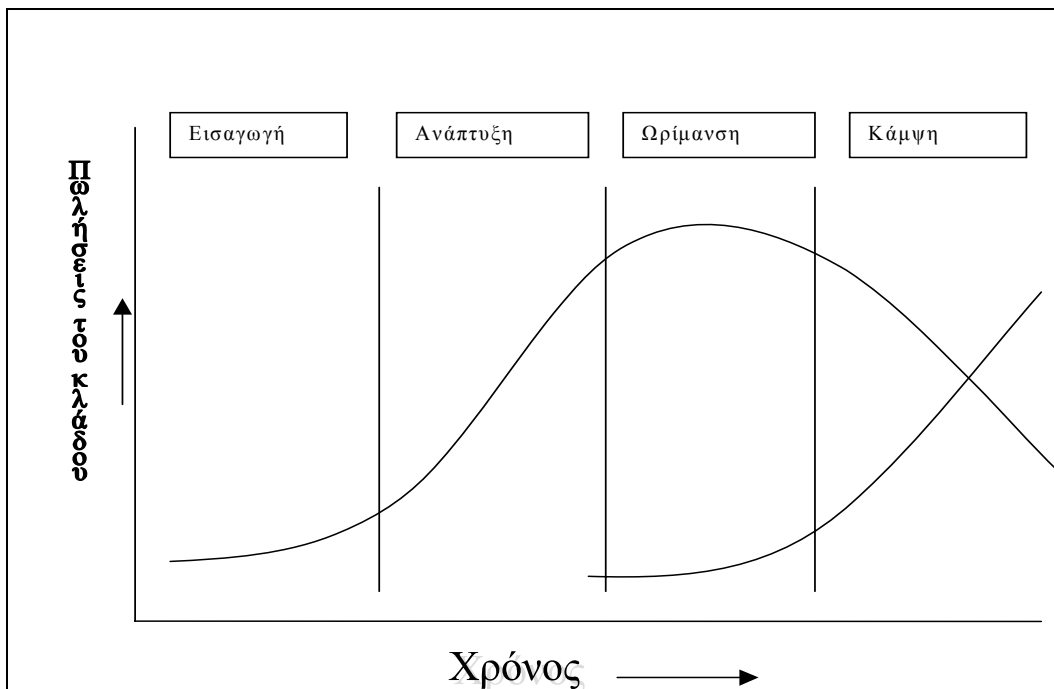 Εισαγωγή
Ανάπτυξη
Ωρίμανση
Κάμψη
Πωλήσεις του κλάδου
Χρόνος